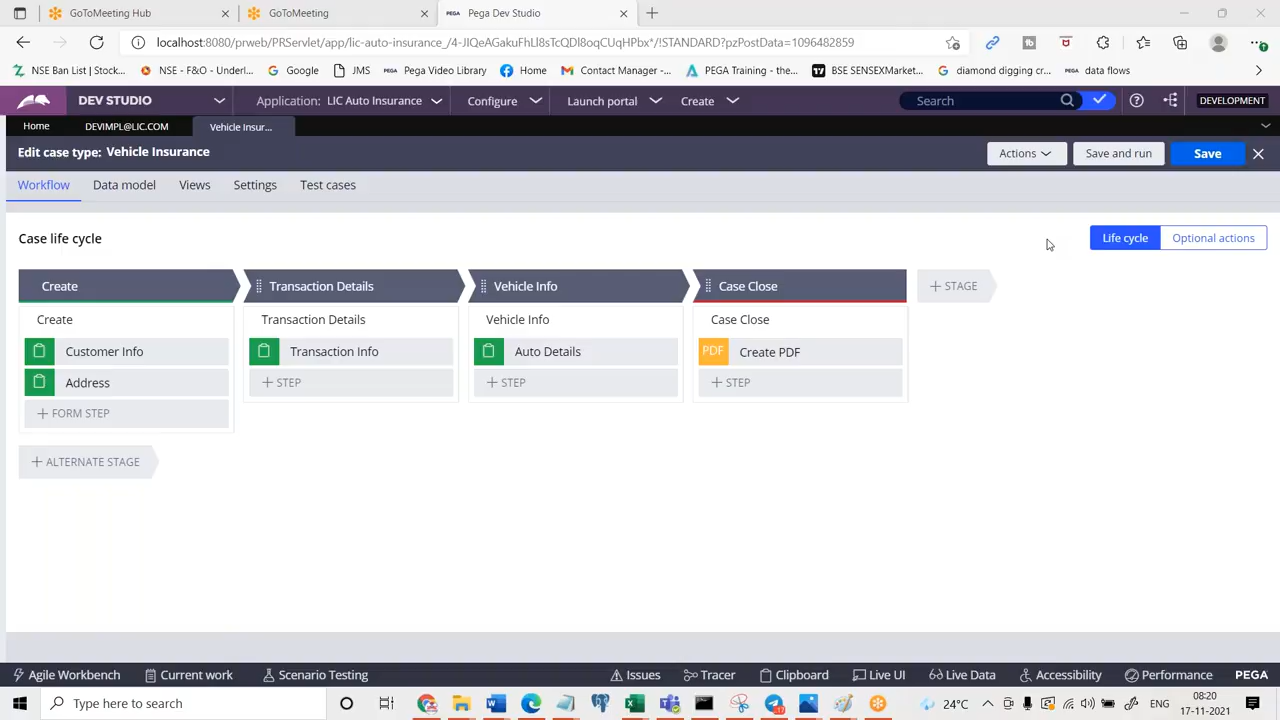 GoToMeeting Hub
GoToMeeting
PEGA Pega Dev Studio
localhost:8080/prweb/PRServlet/app/lic-auto-insurance_/4-JIQeAGakuFhLl8sTcQDl8oqCUqHPbx*/!STANDARD?pzPostData=1096482859
NSE Ban List | Stock...
NSE - F&O - Underl...
Google
JMS
PEGA Pega Video Library
Home
Contact Manager -...
PEGA Training - the...
BSE SENSEXMarket...
diamond digging cr...
PEGA data flows
DEV STUDIO
Application: LIC Auto Insurance
Configure
Launch portal
Create
Search
DEVELOPMENT
Home
DEVIMPL@LIC.COM
Vehicle Insur...
Edit case type: Vehicle Insurance
Actions
Save and run
Save
Workflow
Data model
Views
Settings
Test cases
Case life cycle
Life cycle
Optional actions
Create
Transaction Details
Vehicle Info
Case Close
+ STAGE
Create
Transaction Details
Vehicle Info
Case Close
Customer Info
Transaction Info
Auto Details
PDF Create PDF
Address
+ STEP
+ STEP
+ STEP
+ FORM STEP
+ ALTERNATE STAGE
Agile Workbench
Current work
Scenario Testing
Issues
Tracer
Clipboard
Live UI
Live Data
Accessibility
Performance
PEGA
Type here to search
24°C
ENG
08:20
17-11-2021